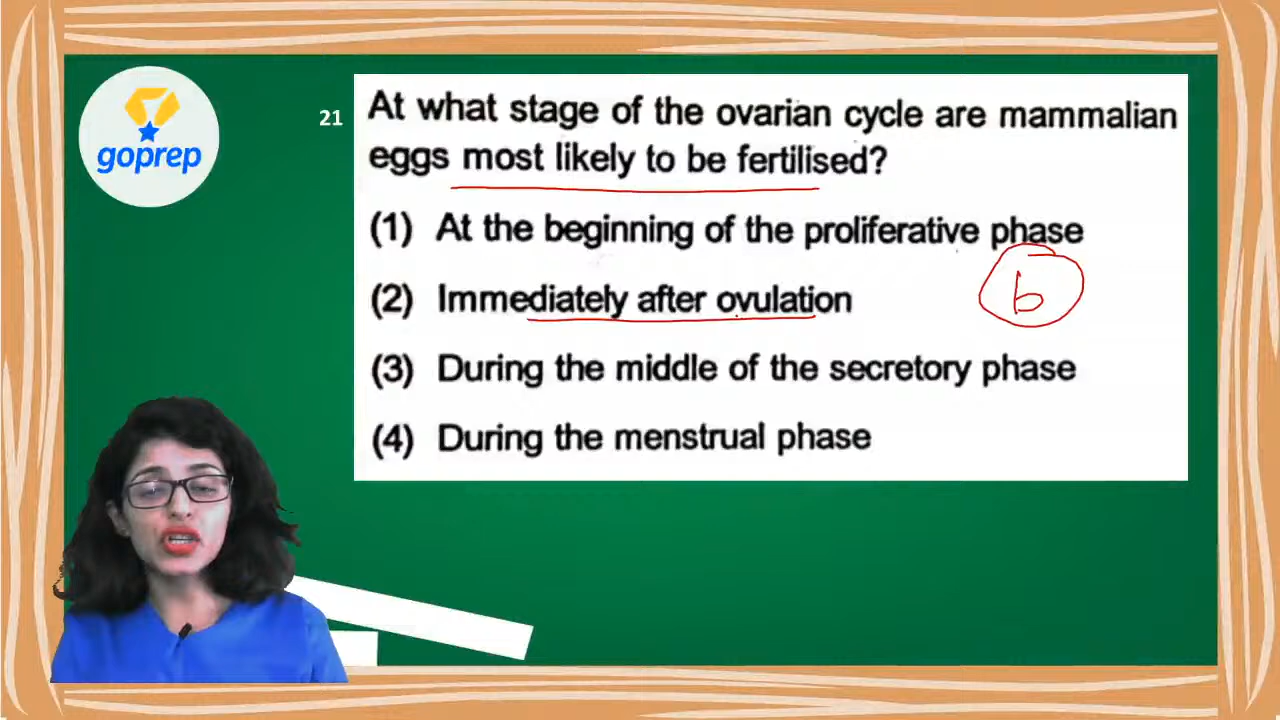 goprep
21
At what stage of the ovarian cycle are mammalian
eggs most likely to be fertilised?
(1) At the beginning of the proliferative phase
(2) Immediately after ovulation
b
(3) During the middle of the secretory phase
(4) During the menstrual phase